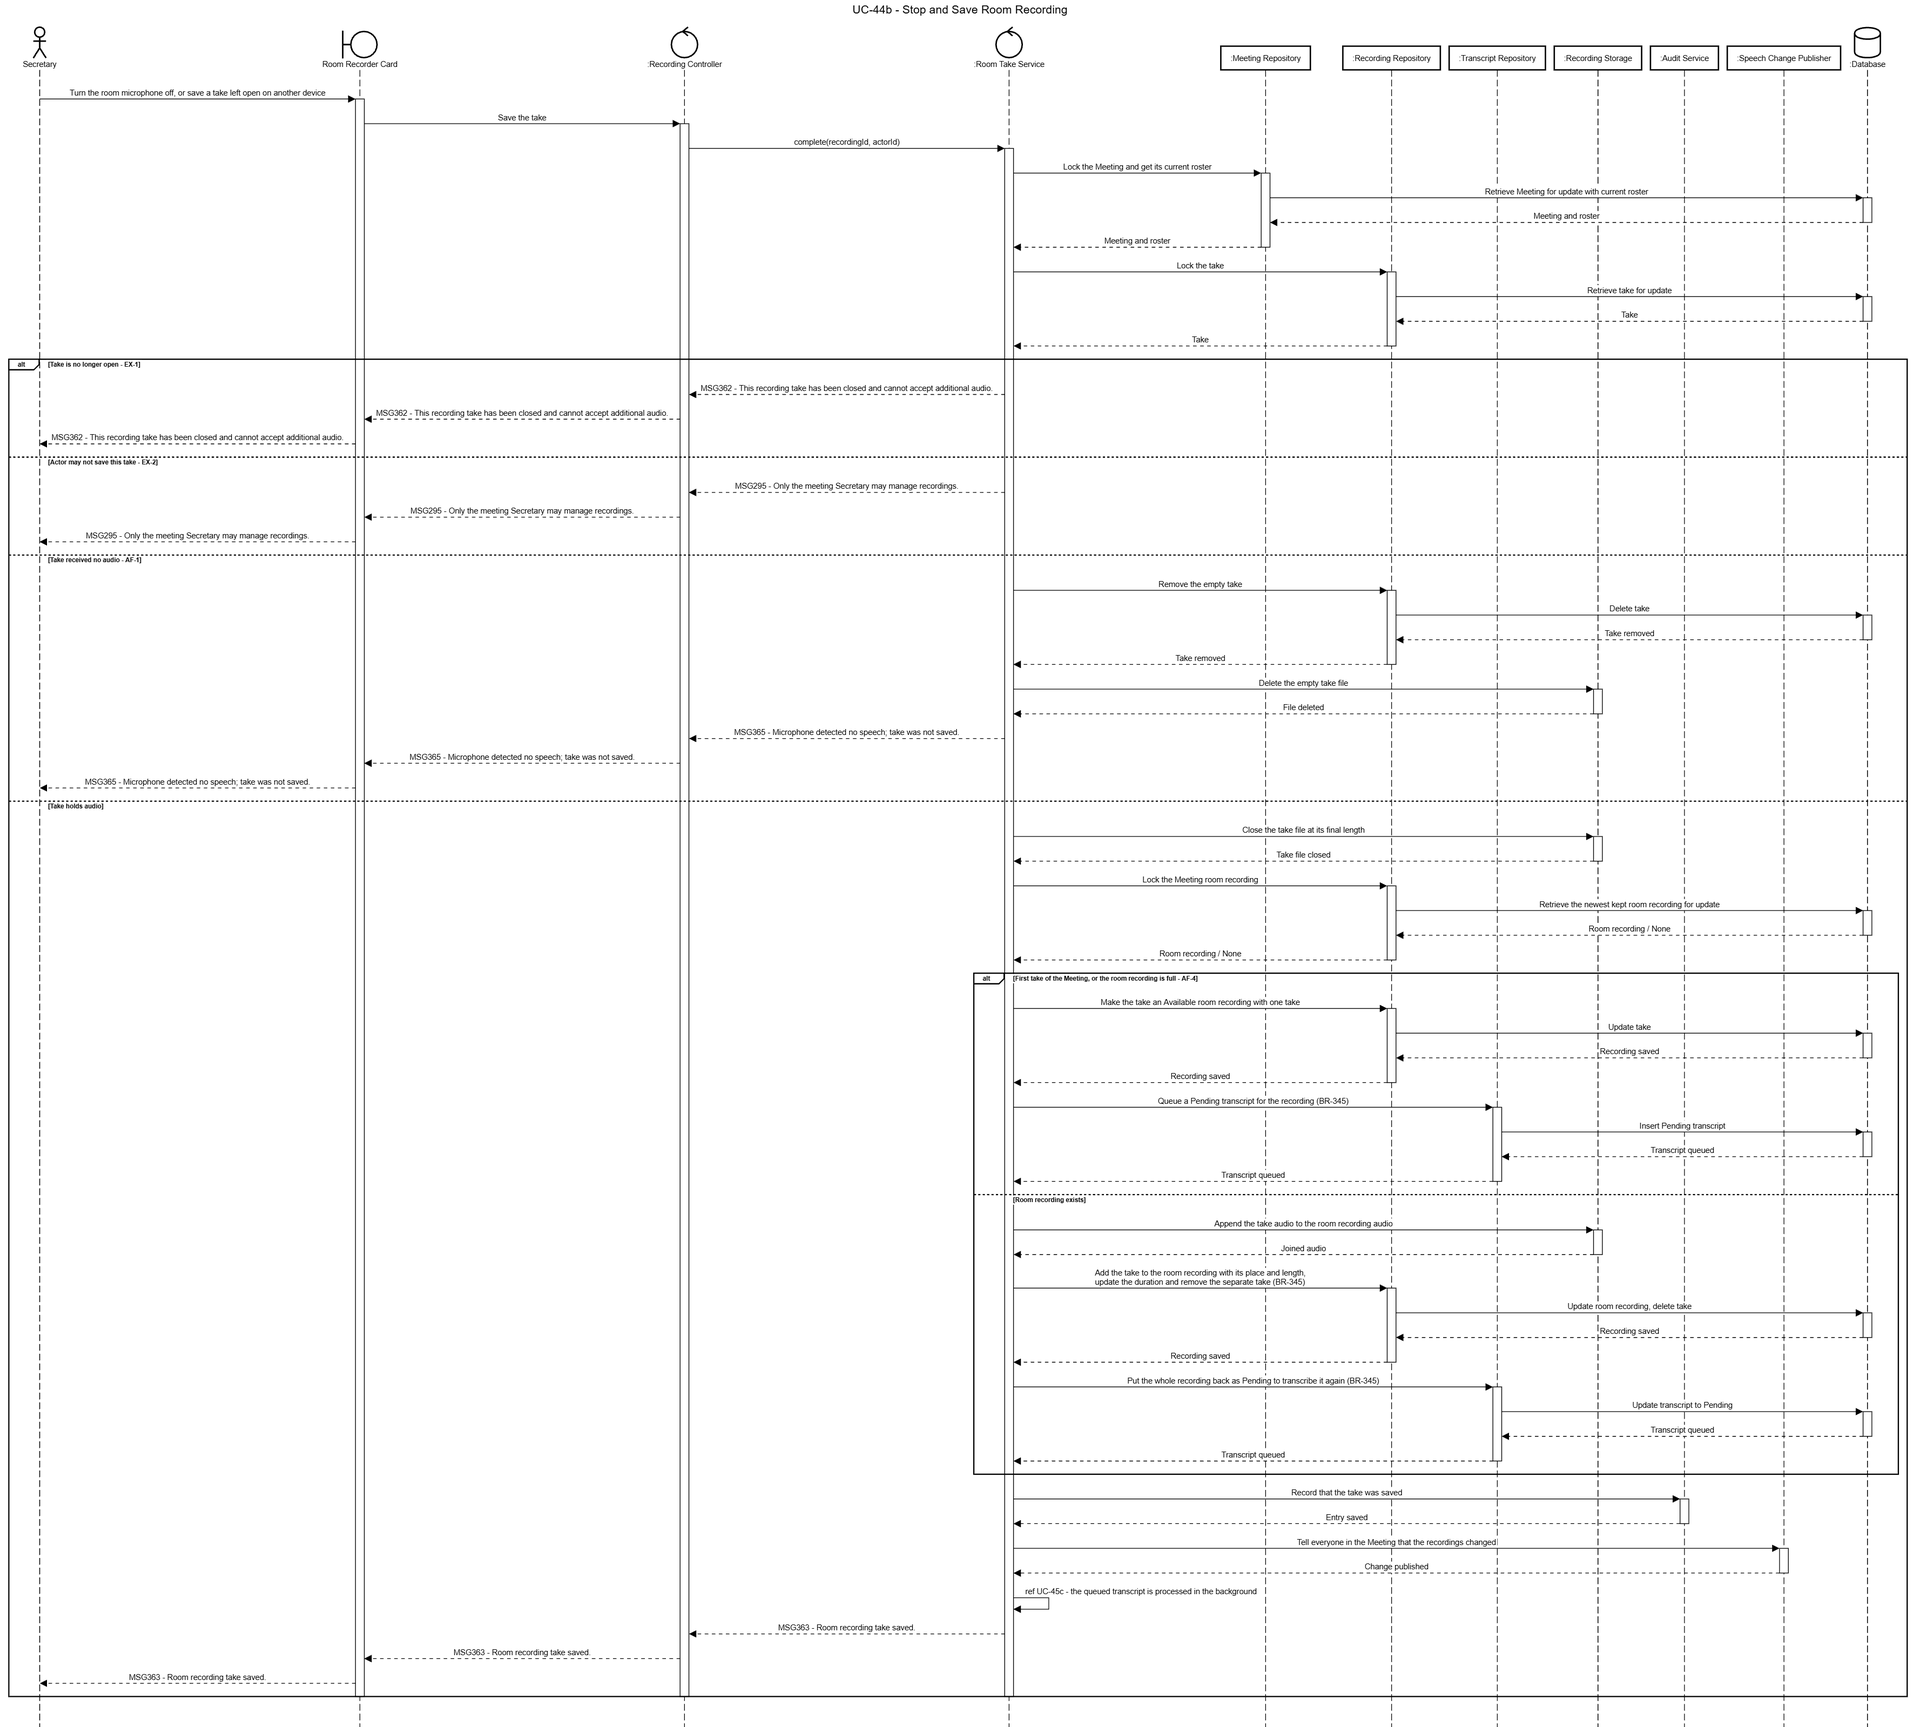 UC-44b - Stop and Save Room Recording
Secretary
Room Recorder Card
:Recording Controller
:Room Take Service
:Meeting Repository
:Recording Repository
:Transcript Repository
:Recording Storage
:Audit Service
:Speech Change Publisher
:Database
Turn the room microphone off, or save a take left open on another device
Save the take
complete(recordingId, actorId)
Lock the Meeting and get its current roster
Retrieve Meeting for update with current roster
Meeting and roster
Meeting and roster
Lock the take
Retrieve take for update
Take
Take
alt
[Take is no longer open - EX-1]
MSG362 - This recording take has been closed and cannot accept additional audio.
MSG362 - This recording take has been closed and cannot accept additional audio.
MSG362 - This recording take has been closed and cannot accept additional audio.
[Actor may not save this take - EX-2]
MSG295 - Only the meeting Secretary may manage recordings.
MSG295 - Only the meeting Secretary may manage recordings.
MSG295 - Only the meeting Secretary may manage recordings.
[Take received no audio - AF-1]
Remove the empty take
Delete take
Take removed
Take removed
Delete the empty take file
File deleted
MSG365 - Microphone detected no speech; take was not saved.
MSG365 - Microphone detected no speech; take was not saved.
MSG365 - Microphone detected no speech; take was not saved.
[Take holds audio]
Close the take file at its final length
Take file closed
Lock the Meeting room recording
Retrieve the newest kept room recording for update
Room recording / None
Room recording / None
alt
[First take of the Meeting, or the room recording is full - AF-4]
Make the take an Available room recording with one take
Update take
Recording saved
Recording saved
Queue a Pending transcript for the recording (BR-345)
Insert Pending transcript
Transcript queued
Transcript queued
[Room recording exists]
Append the take audio to the room recording audio
Joined audio
Add the take to the room recording with its place and length,
update the duration and remove the separate take (BR-345)
Update room recording, delete take
Recording saved
Recording saved
Put the whole recording back as Pending to transcribe it again (BR-345)
Update transcript to Pending
Transcript queued
Transcript queued
Record that the take was saved
Entry saved
Tell everyone in the Meeting that the recordings changed
Change published
ref UC-45c - the queued transcript is processed in the background
MSG363 - Room recording take saved.
MSG363 - Room recording take saved.
MSG363 - Room recording take saved.